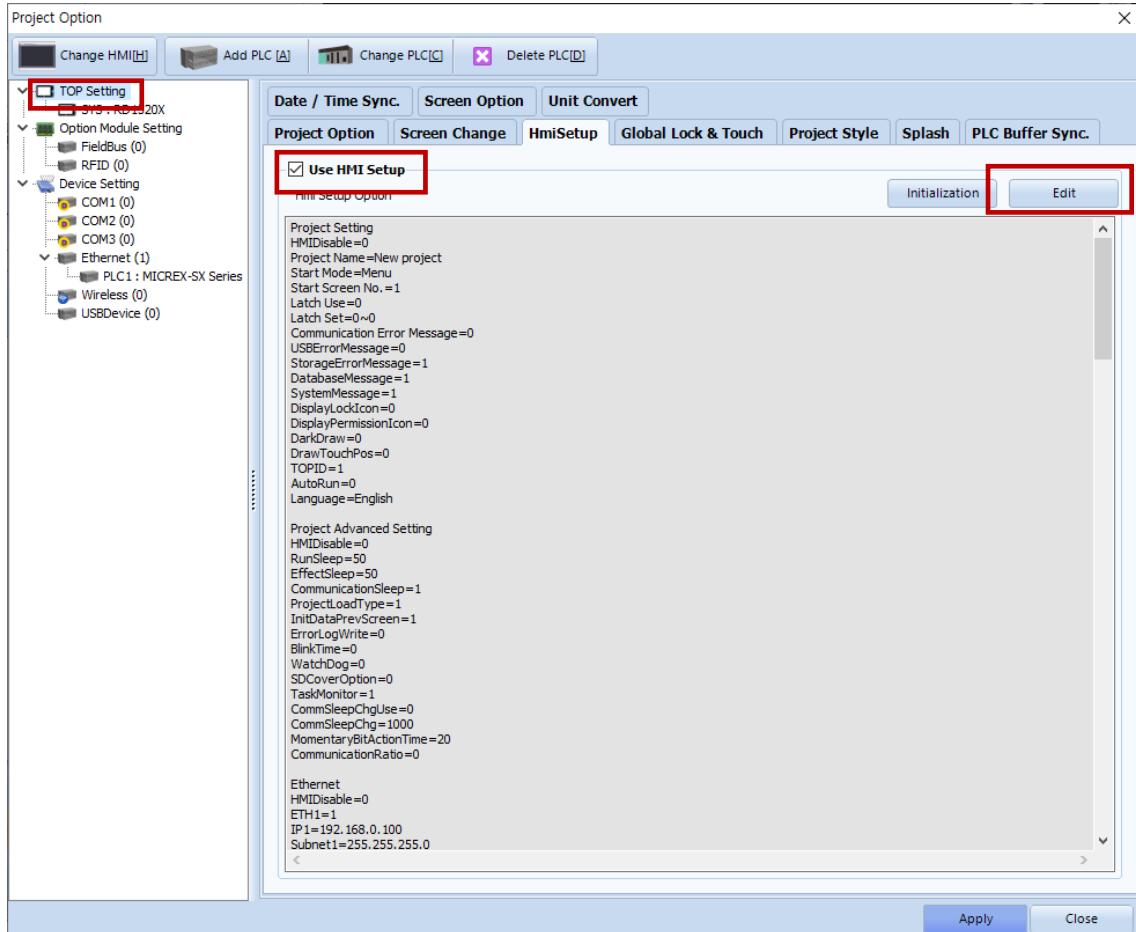 Project Option
Change HMI[H]
Add PLC [A]
Change PLC[C]
Delete PLC[D]
TOP Setting
SYS : RD1520X
Option Module Setting
FieldBus (0)
RFID (0)
Device Setting
COM1 (0)
COM2 (0)
COM3 (0)
Ethernet (1)
PLC1 : MICREX-SX Series
Wireless (0)
USBDevice (0)
Date / Time Sync.
Screen Option
Unit Convert
Project Option
Screen Change
HmiSetup
Global Lock & Touch
Project Style
Splash
PLC Buffer Sync.
Use HMI Setup
Hmi Setup Option
Initialization
Edit
Project Setting
HMIDisable=0
Project Name=New project
Start Mode=Menu
Start Screen No.=1
Latch Use=0
Latch Set=0~0
Communication Error Message=0
USBErrorMessage=0
StorageErrorMessage=1
DatabaseMessage=1
SystemMessage=1
DisplayLockIcon=0
DisplayPermissionIcon=0
DarkDraw=0
DrawTouchPos=0
TOPID=1
AutoRun=0
Language=English
Project Advanced Setting
HMIDisable=0
RunSleep=50
EffectSleep=50
CommunicationSleep=1
ProjectLoadType=1
InitDataPrevScreen=1
ErrorLogWrite=0
BlinkTime=0
WatchDog=0
SDCoverOption=0
TaskMonitor=1
CommSleepChgUse=0
CommSleepChg=1000
MomentaryBitActionTime=20
CommunicationRatio=0
Ethernet
HMIDisable=0
ETH1=1
IP1=192.168.0.100
Subnet1=255.255.255.0
Apply
Close